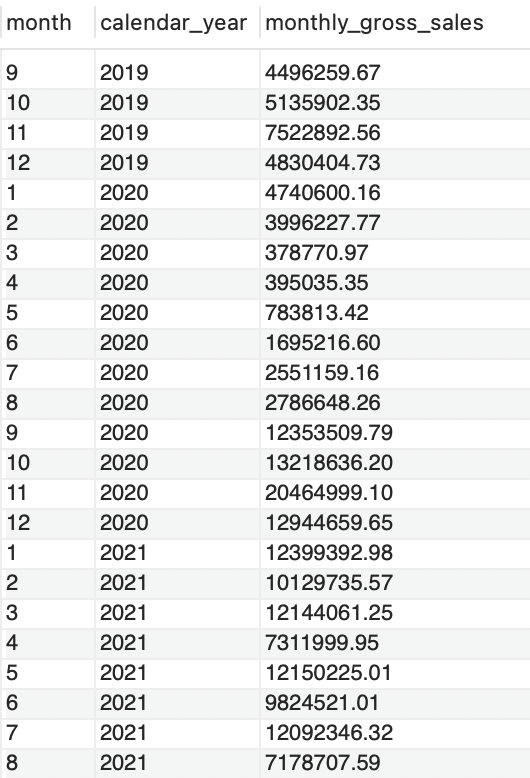 month calendar_year monthly_gross_sales
9 2019 4496259.67
10 2019 5135902.35
11 2019 7522892.56
12 2019 4830404.73
1 2020 4740600.16
2 2020 3996227.77
3 2020 378770.97
4 2020 395035.35
5 2020 783813.42
6 2020 1695216.60
7 2020 2551159.16
8 2020 2786648.26
9 2020 12353509.79
10 2020 13218636.20
11 2020 20464999.10
12 2020 12944659.65
1 2021 12399392.98
2 2021 10129735.57
3 2021 12144061.25
4 2021 7311999.95
5 2021 12150225.01
6 2021 9824521.01
7 2021 12092346.32
8 2021 7178707.59